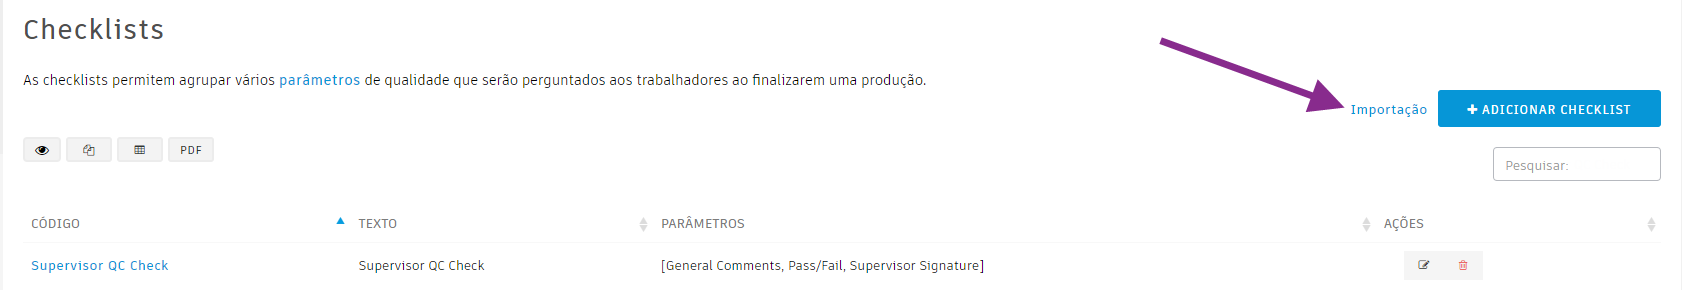 Checklists
As checklists permitem agrupar vários parâmetros de qualidade que serão perguntados aos trabalhadores ao finalizarem uma produção.
Importação
ADICIONAR CHECKLIST
PDF
Pesquisar:
CÓDIGO TEXTO PARÂMETROS AÇÕES
Supervisor QC Check Supervisor QC Check [General Comments, Pass/Fail, Supervisor Signature]